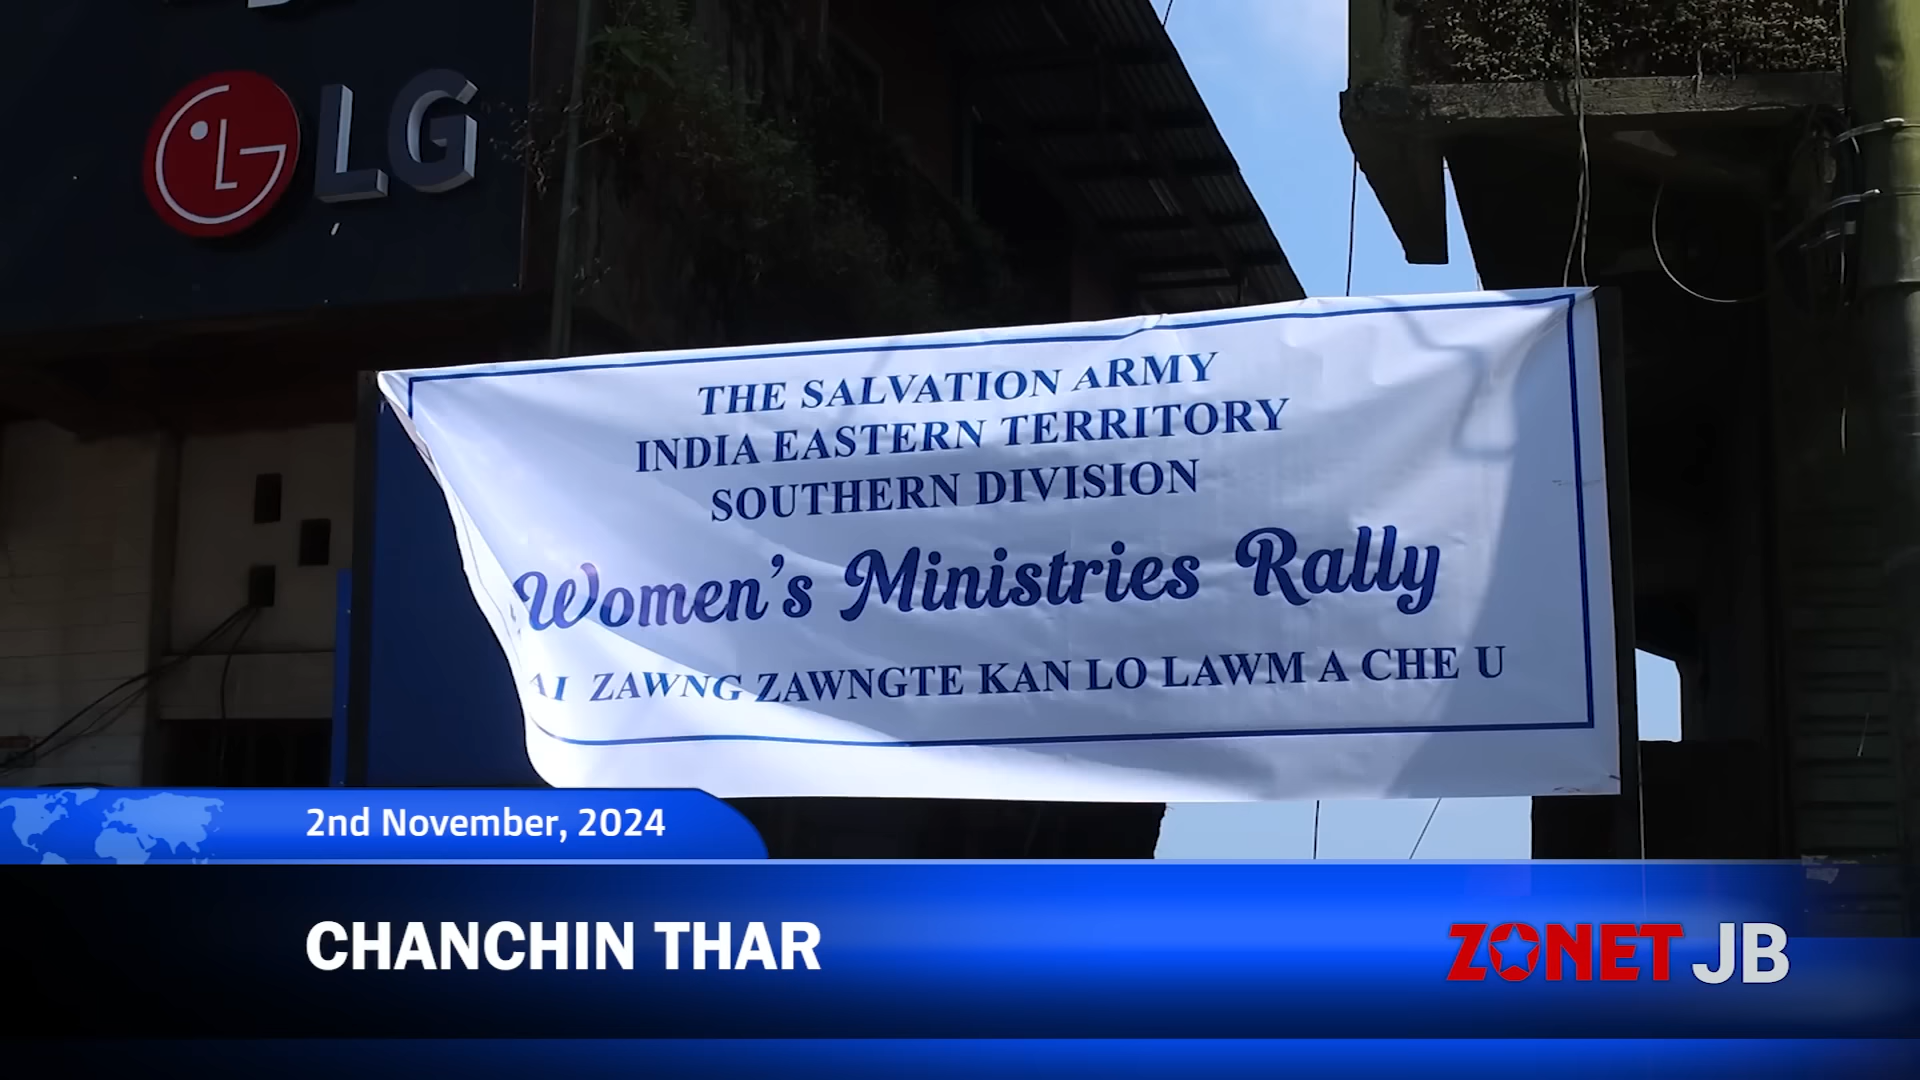 LG
THE SALVATION ARMY
INDIA EASTERN TERRITORY
SOUTHERN DIVISION
Women's Ministries Rally
ZAWNG ZAWNGTE KAN LO LAWM A CHE U
2nd November, 2024
CHANCHIN THAR
ZONET JB